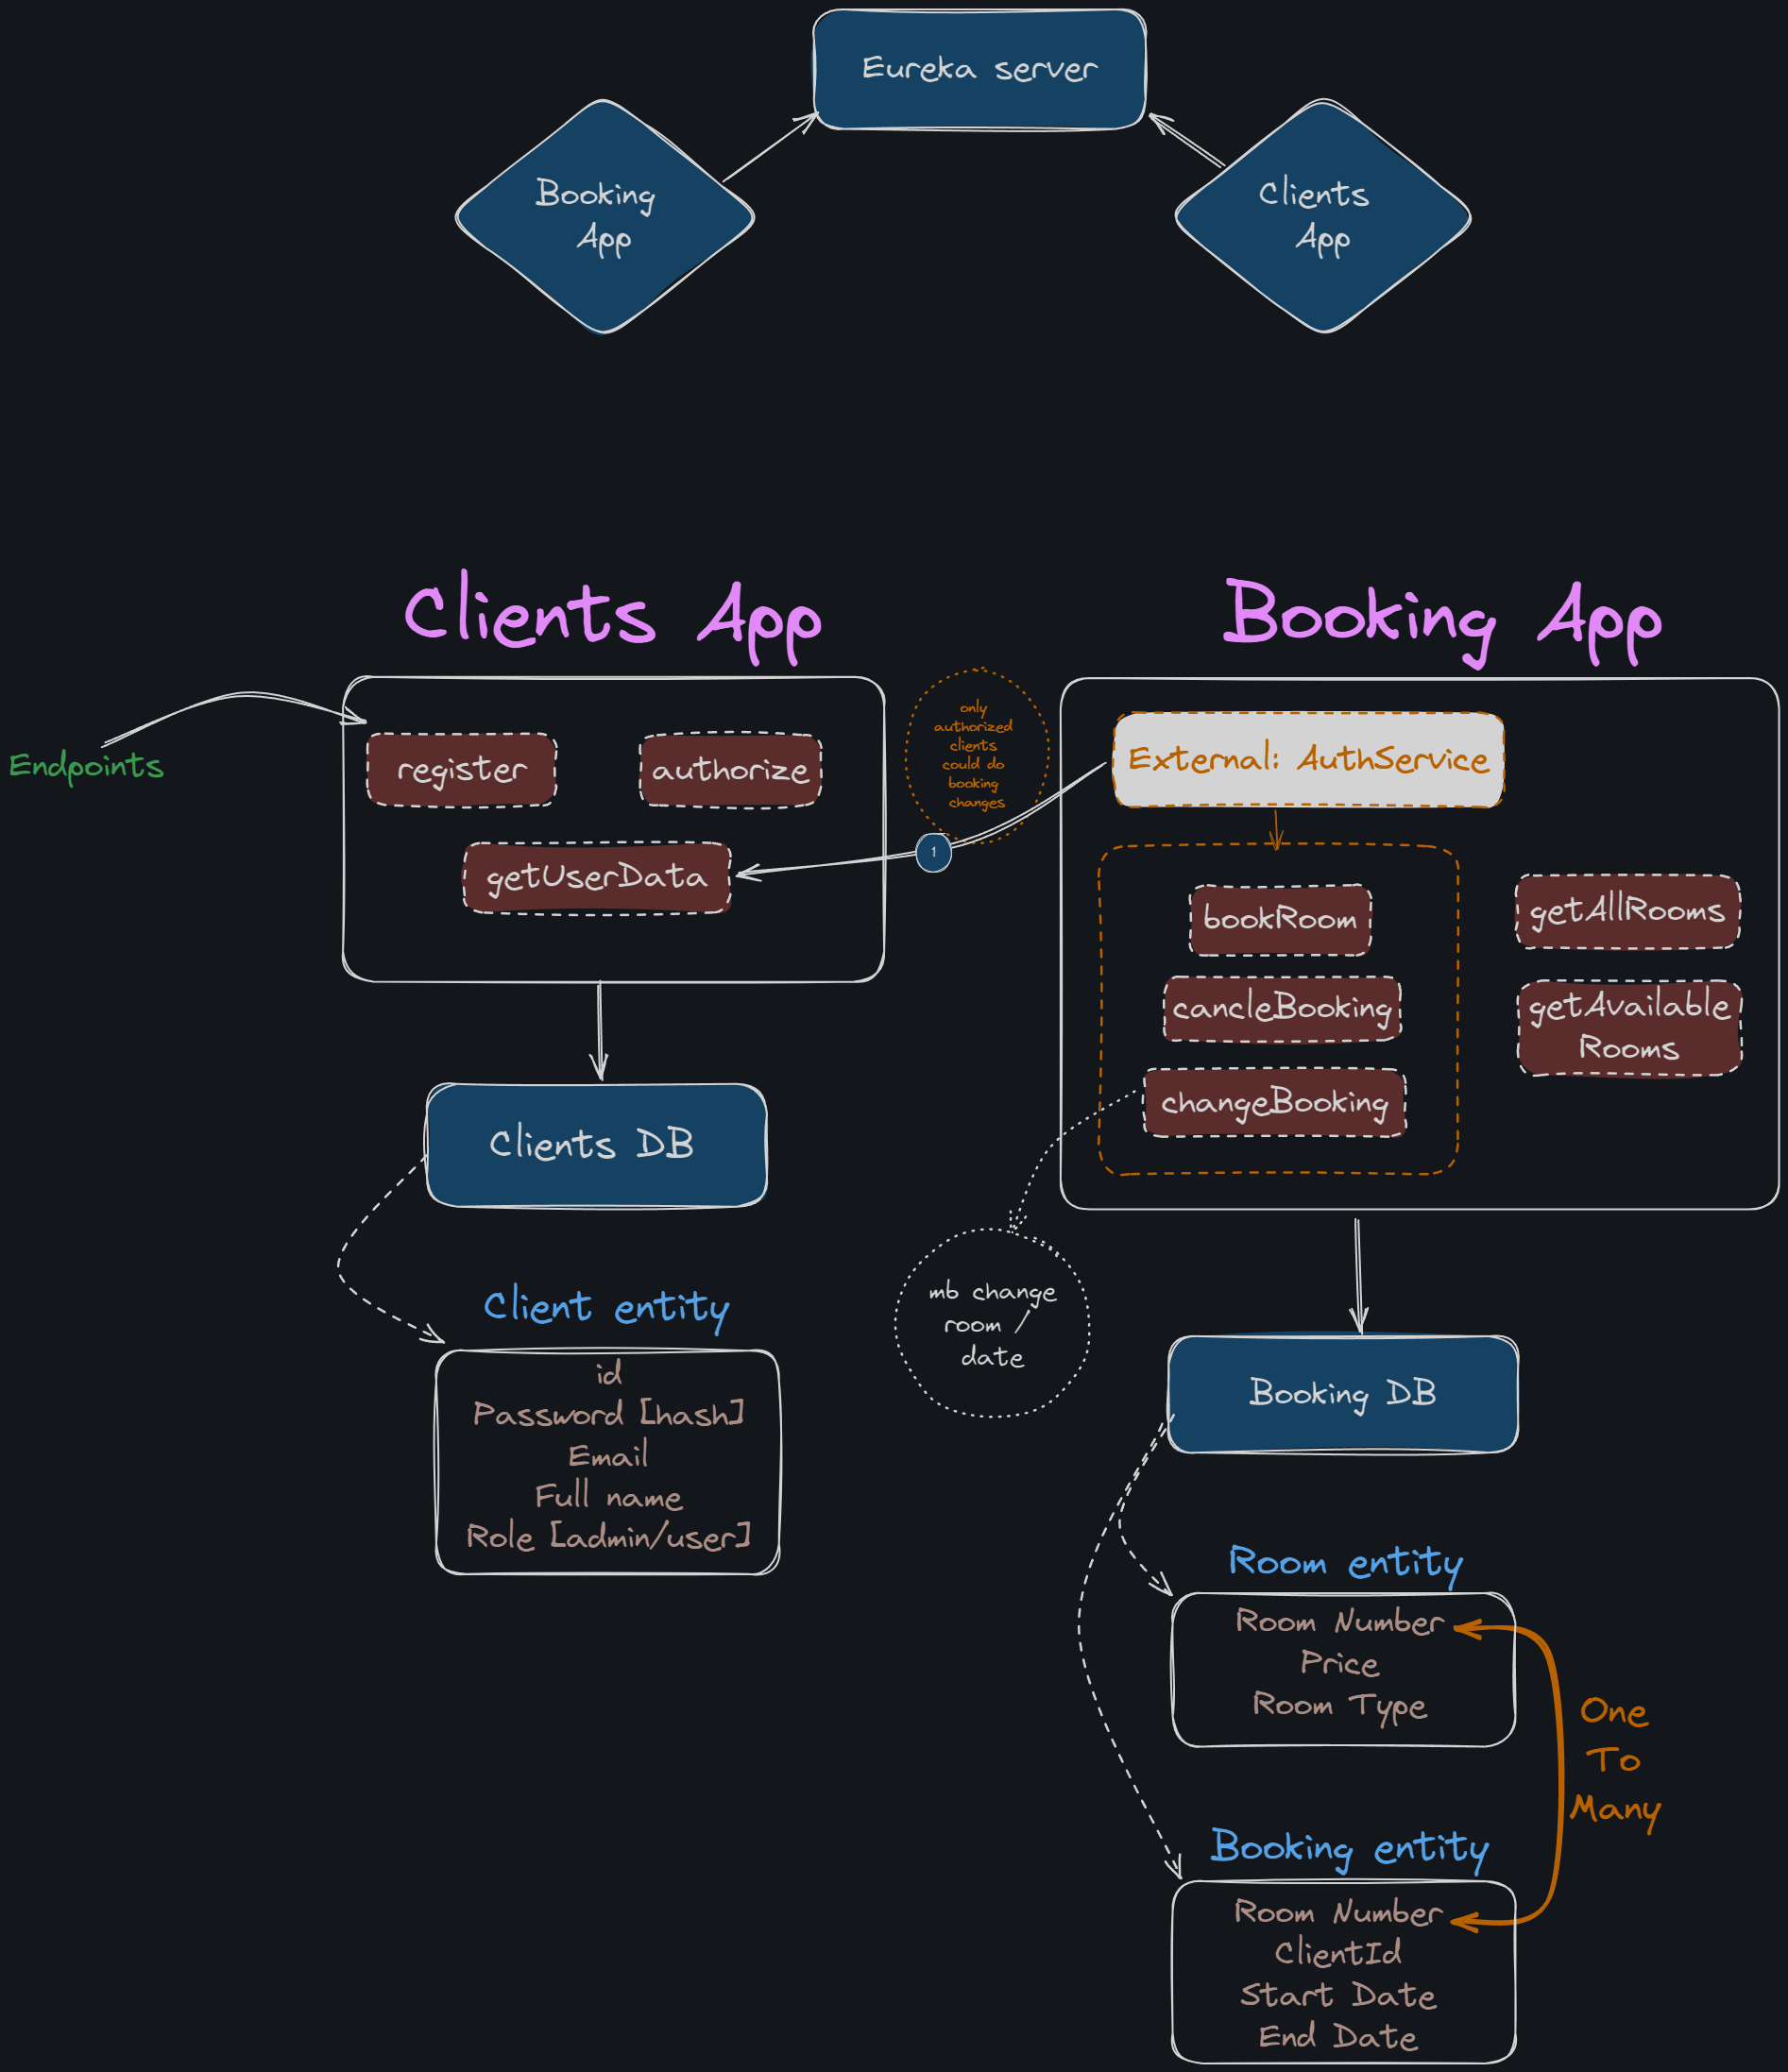 Eureka server
Booking
App
Clients
App
Clients App
Booking App
Endpoints
register
authorize
getUserData
only
authorized
clients
could do
booking
changes
1
External: AuthService
bookRoom
cancleBooking
changeBooking
getAllRooms
getAvailable
Rooms
Clients DB
mb change
room /
date
Client entity
id
Password [hash]
Email
Full name
Role [admin/user]
Booking DB
Room entity
Room Number
Price
Room Type
One
To
Many
Booking entity
Room Number
ClientId
Start Date
End Date